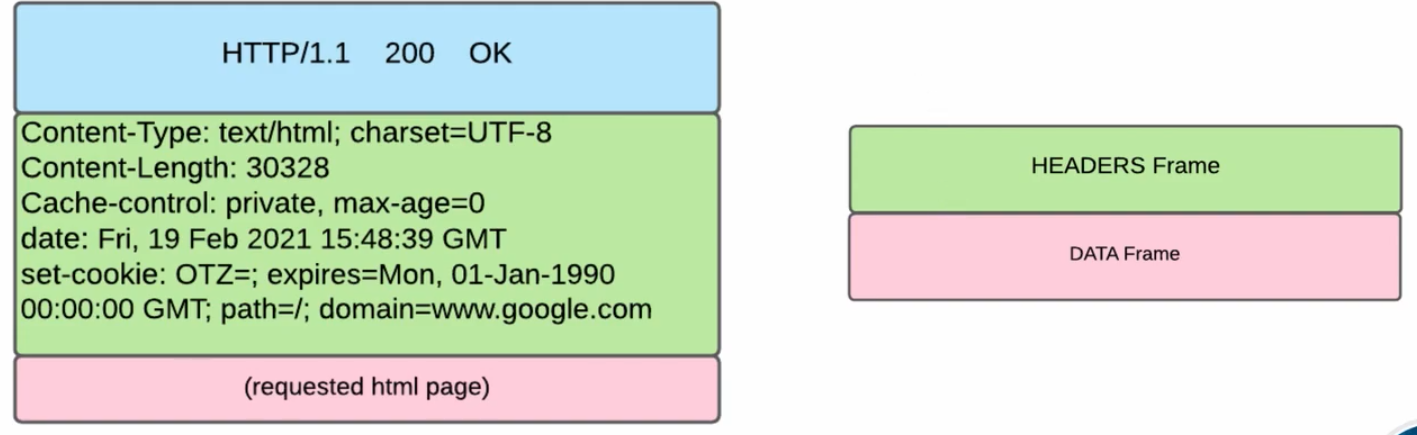 HTTP/1.1 200 OK
Content-Type: text/html; charset=UTF-8
Content-Length: 30328
Cache-control: private, max-age=0
date: Fri, 19 Feb 2021 15:48:39 GMT
set-cookie: OTZ=; expires=Mon, 01-Jan-1990
00:00:00 GMT; path=/; domain=www.google.com
(requested html page)
HEADERS Frame
DATA Frame